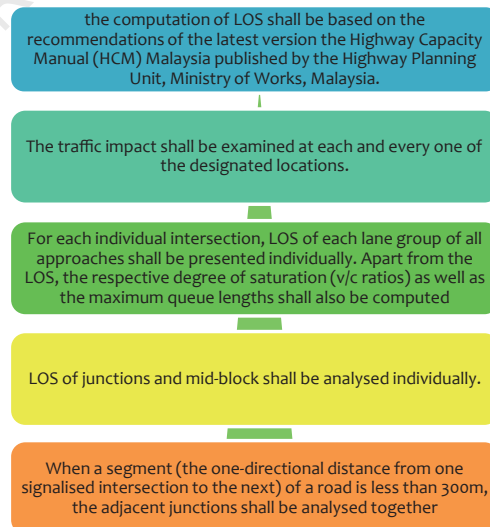 the computation of LOS shall be based on the
recommendations of the latest version the Highway Capacity
Manual (HCM) Malaysia published by the Highway Planning
Unit, Ministry of Works, Malaysia.
The traffic impact shall be examined at each and every one of
the designated locations.
For each individual intersection, LOS of each lane group of all
approaches shall be presented individually. Apart from the
LOS, the respective degree of saturation (v/c ratios) as well as
the maximum queue lengths shall also be computed
LOS of junctions and mid-block shall be analysed individually.
When a segment (the one-directional distance from one
signalised intersection to the next) of a road is less than 300m,
the adjacent junctions shall be analysed together